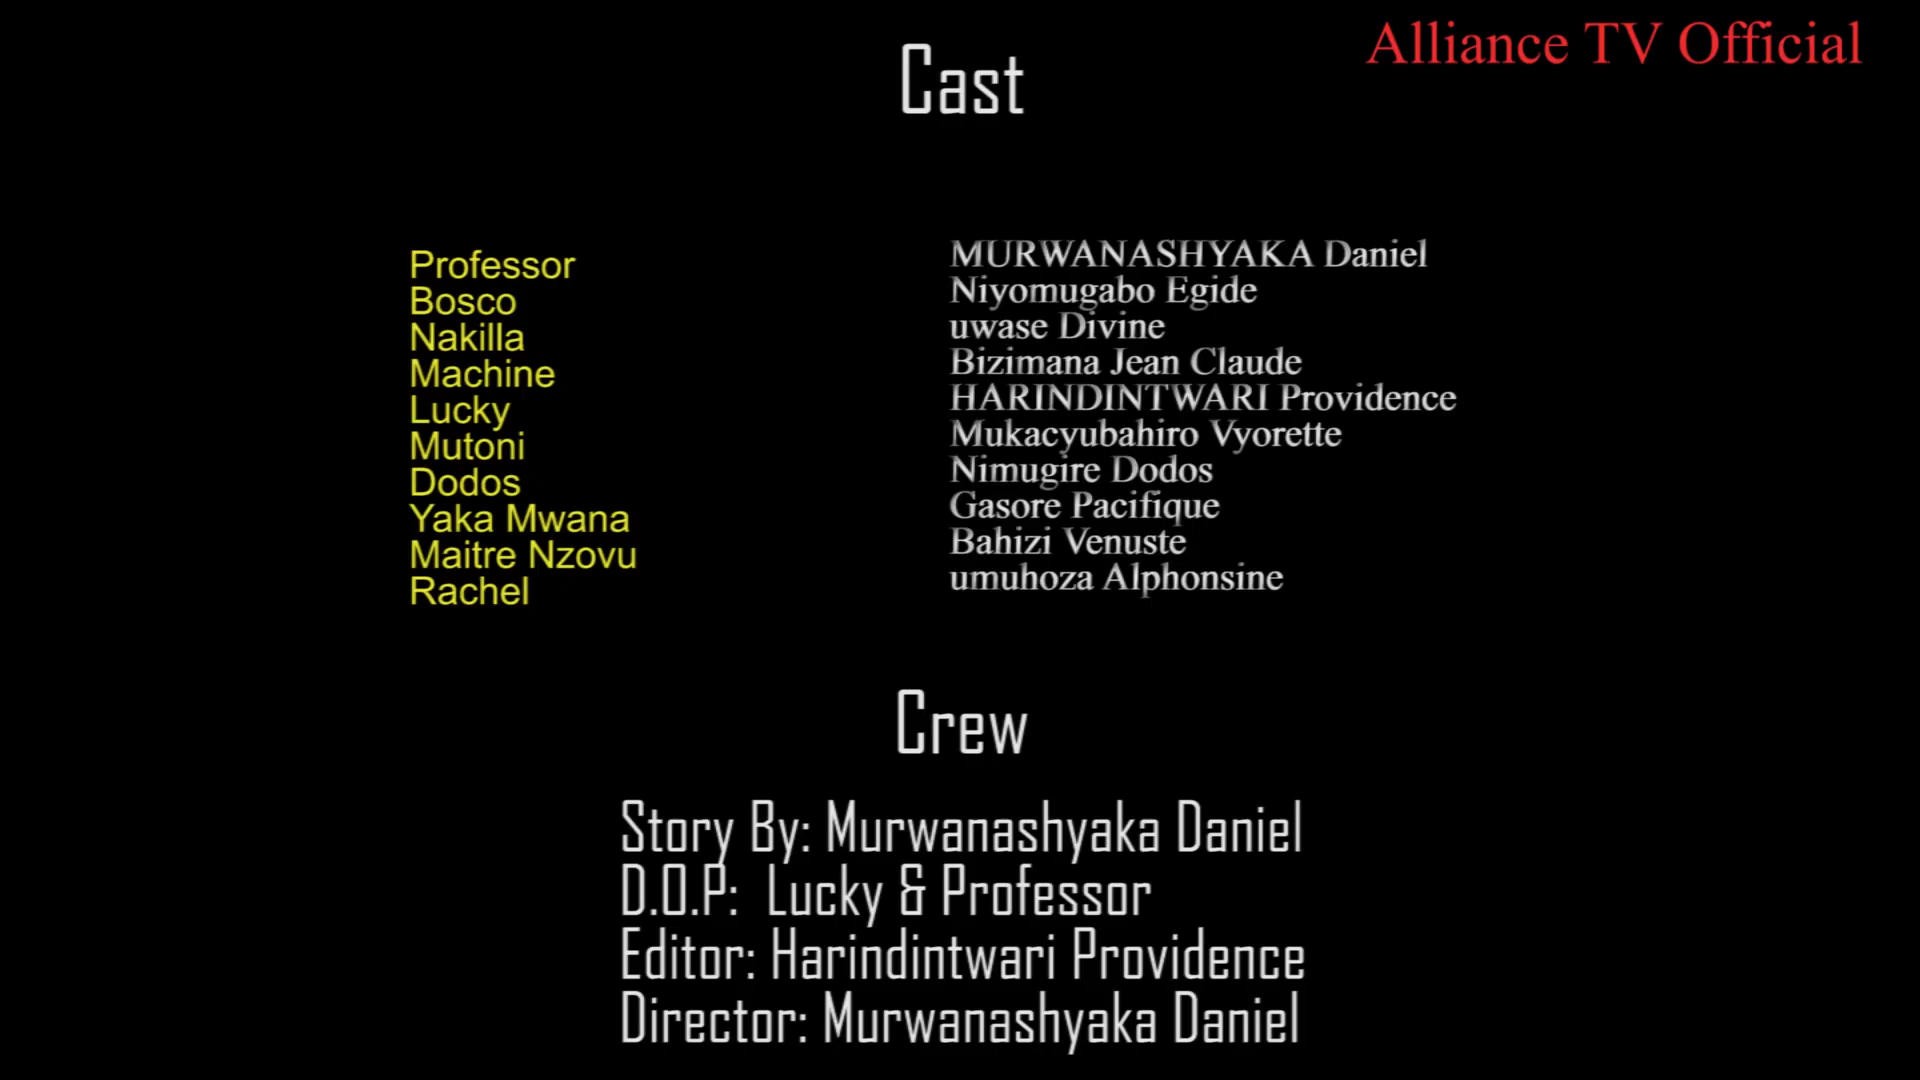 Alliance TV Official
Cast
Professor MURWANASHYAKA Daniel
Bosco Niyomugabo Egide
Nakilla uwase Divine
Machine Bizimana Jean Claude
Lucky HARINDINTWARI Providence
Mutoni Mukacyubahiro Vyorette
Dodos Nimugire Dodos
Yaka Mwana Gasore Pacifique
Maitre Nzovu Bahizi Venuste
Rachel umuhoza Alphonsine
Crew
Story By: Murwanashyaka Daniel
D.O.P: Lucky & Professor
Editor: Harindintwari Providence
Director: Murwanashyaka Daniel